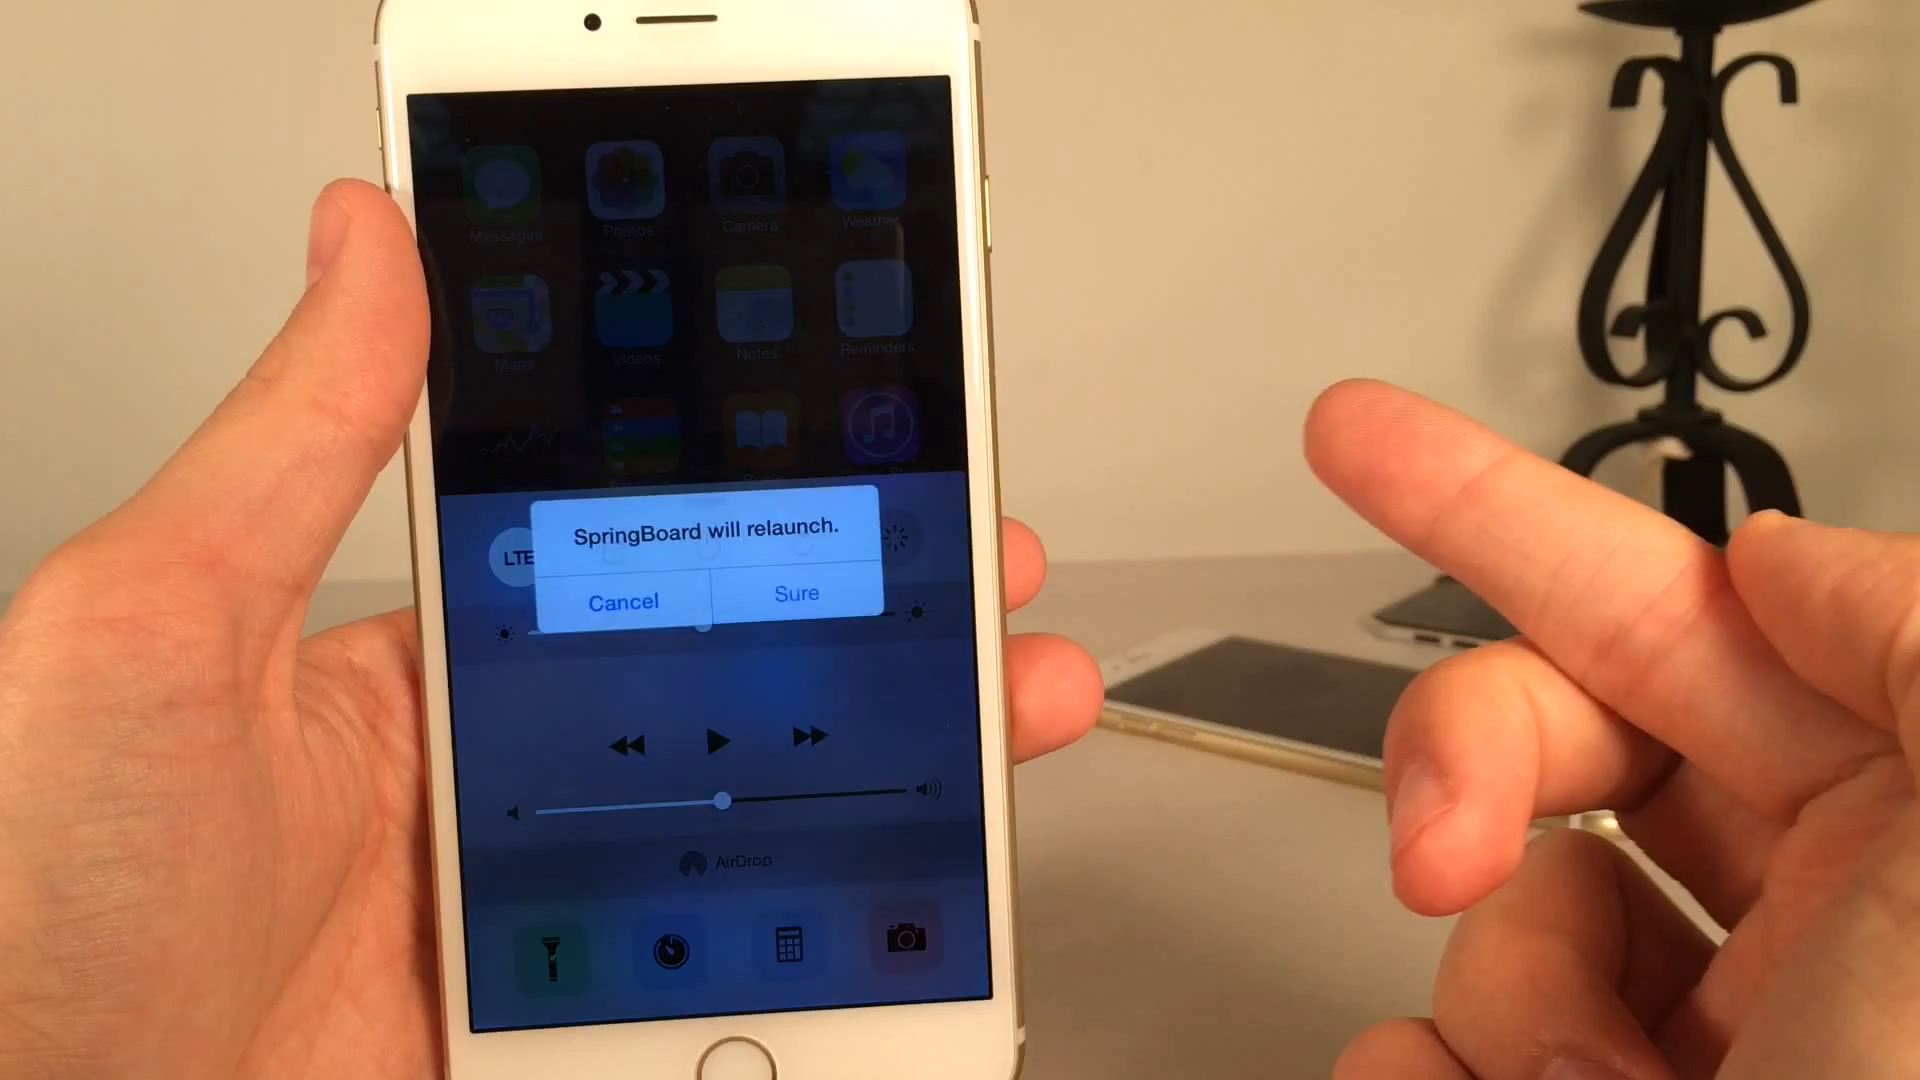 Messages
Photos
Camera
Weather
Maps
Videos
Notes
Reminders
SpringBoard will relaunch.
LTE
Cancel
Sure
AirDrop